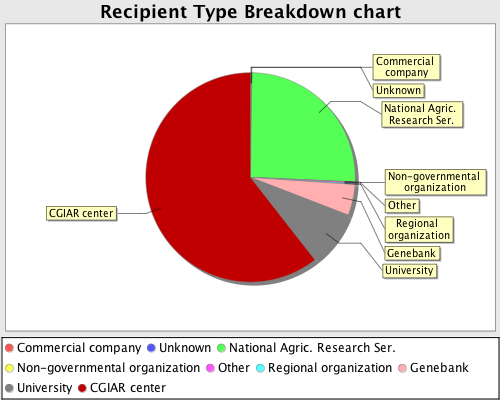 Recipient Type Breakdown chart
Commercial
company
Unknown
National Agric.
Research Ser.
Non-governmental
organization
Other
Regional
organization
Genebank
University
CGIAR center
Commercial company Unknown National Agric. Research Ser.
Non-governmental organization Other Regional organization Genebank
University CGIAR center